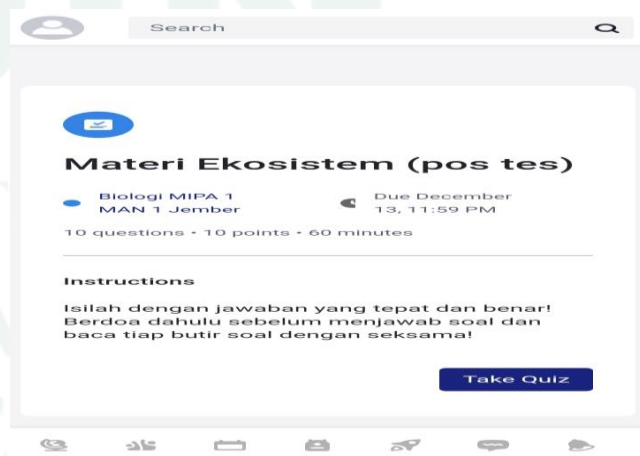 Search
Materi Ekosistem (pos tes)
Biologi MIPA 1
MAN 1 Jember
Due December
13, 11:59 PM
10 questions • 10 points • 60 minutes
Instructions
Isilah dengan jawaban yang tepat dan benar!
Berdoa dahulu sebelum menjawab soal dan
baca tiap butir soal dengan seksama!
Take Quiz